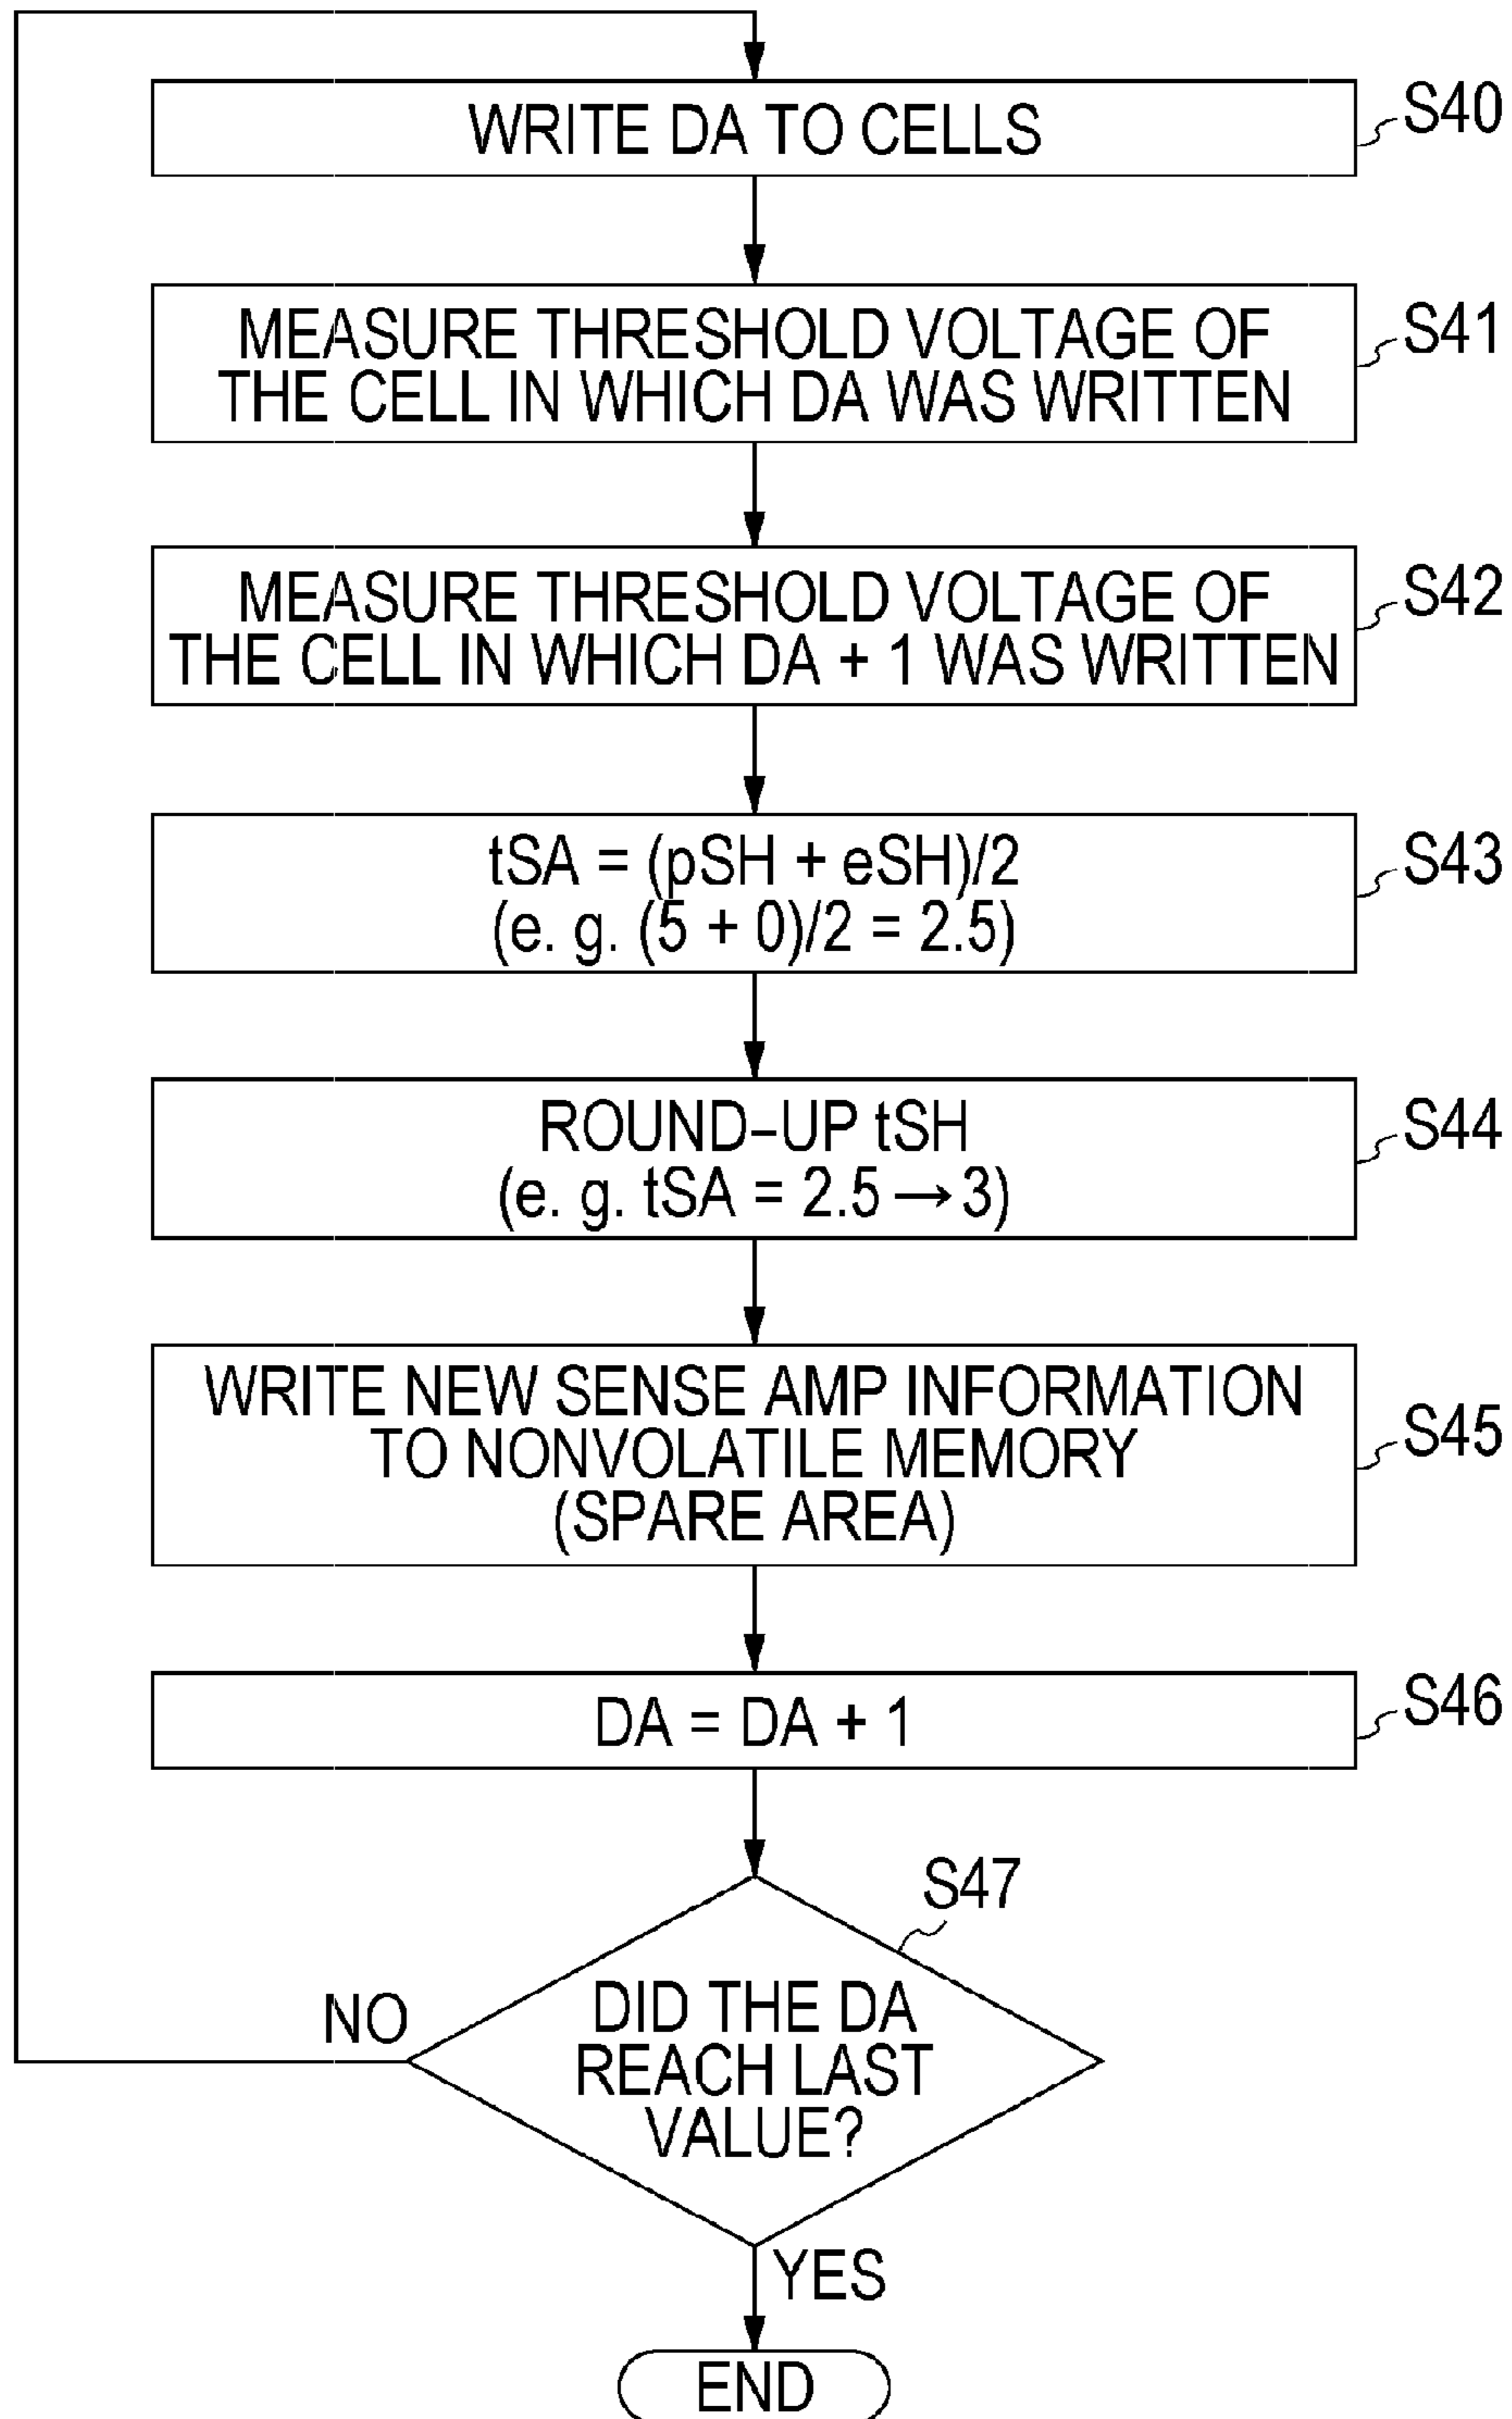 WRITE DA TO CELLS
S40
MEASURE THRESHOLD VOLTAGE OF
THE CELL IN WHICH DA WAS WRITTEN
S41
MEASURE THRESHOLD VOLTAGE OF
THE CELL IN WHICH DA + 1 WAS WRITTEN
S42
tSA = (pSH + eSH)/2
(e. g. (5 + 0)/2 = 2.5)
S43
ROUND-UP tSH
(e. g. tSA = 2.5 → 3)
S44
WRITE NEW SENSE AMP INFORMATION
TO NONVOLATILE MEMORY
(SPARE AREA)
S45
DA = DA + 1
S46
S47
DID THE DA
REACH LAST
VALUE?
NO
YES
END